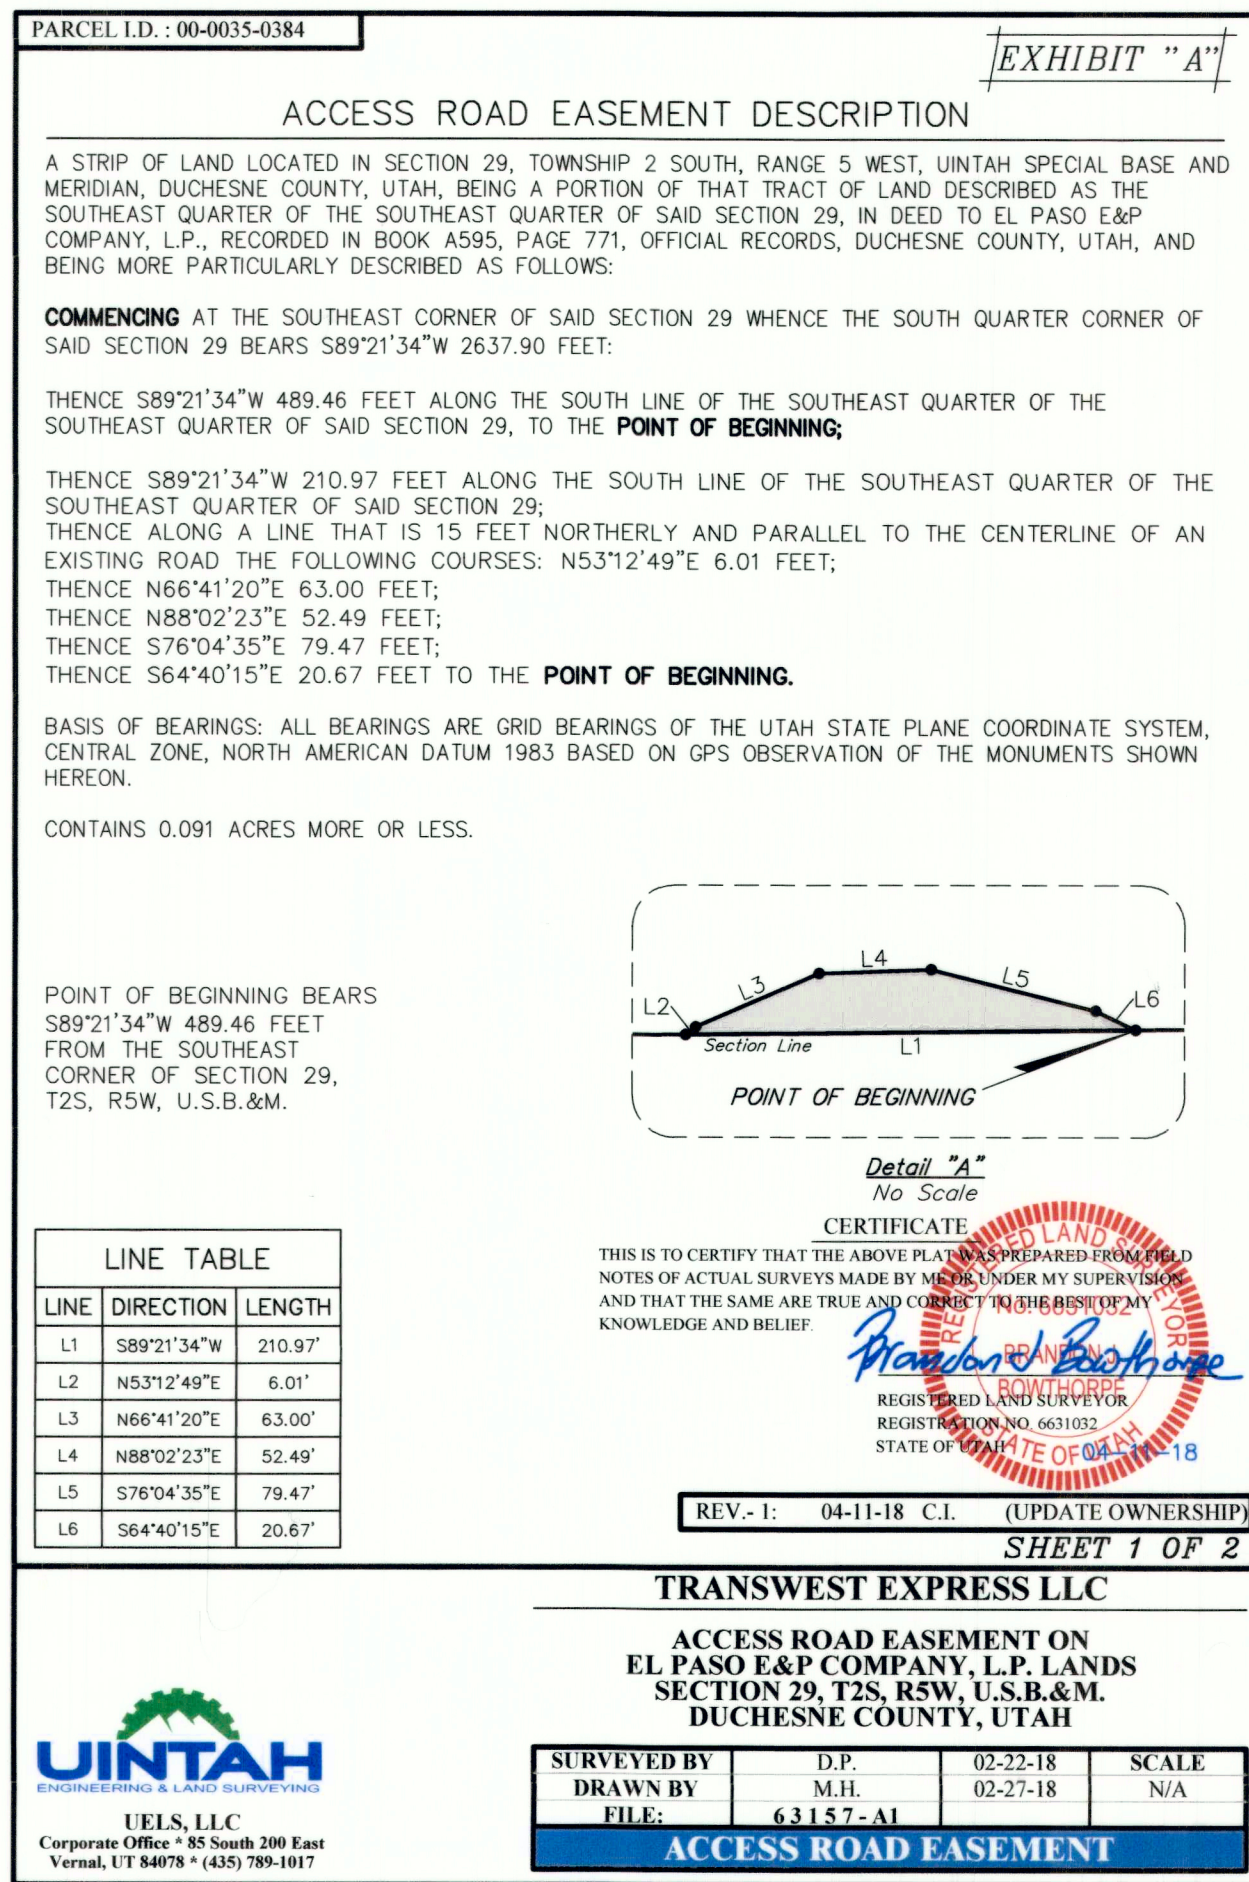 PARCEL I.D. : 00-0035-0384
EXHIBIT "A"
ACCESS ROAD EASEMENT DESCRIPTION
A STRIP OF LAND LOCATED IN SECTION 29, TOWNSHIP 2 SOUTH, RANGE 5 WEST, UINTAH SPECIAL BASE AND
MERIDIAN, DUCHESNE COUNTY, UTAH, BEING A PORTION OF THAT TRACT OF LAND DESCRIBED AS THE
SOUTHEAST QUARTER OF THE SOUTHEAST QUARTER OF SAID SECTION 29, IN DEED TO EL PASO E&P
COMPANY, L.P., RECORDED IN BOOK A595, PAGE 771, OFFICIAL RECORDS, DUCHESNE COUNTY, UTAH, AND
BEING MORE PARTICULARLY DESCRIBED AS FOLLOWS:
COMMENCING AT THE SOUTHEAST CORNER OF SAID SECTION 29 WHENCE THE SOUTH QUARTER CORNER OF
SAID SECTION 29 BEARS S89°21'34"W 2637.90 FEET:
THENCE S89°21'34"W 489.46 FEET ALONG THE SOUTH LINE OF THE SOUTHEAST QUARTER OF THE
SOUTHEAST QUARTER OF SAID SECTION 29, TO THE POINT OF BEGINNING;
THENCE S89°21'34"W 210.97 FEET ALONG THE SOUTH LINE OF THE SOUTHEAST QUARTER OF THE
SOUTHEAST QUARTER OF SAID SECTION 29;
THENCE ALONG A LINE THAT IS 15 FEET NORTHERLY AND PARALLEL TO THE CENTERLINE OF AN
EXISTING ROAD THE FOLLOWING COURSES: N53°12'49"E 6.01 FEET;
THENCE N66°41'20"E 63.00 FEET;
THENCE N88°02'23"E 52.49 FEET;
THENCE S76°04'35"E 79.47 FEET;
THENCE S64°40'15"E 20.67 FEET TO THE POINT OF BEGINNING.
BASIS OF BEARINGS: ALL BEARINGS ARE GRID BEARINGS OF THE UTAH STATE PLANE COORDINATE SYSTEM,
CENTRAL ZONE, NORTH AMERICAN DATUM 1983 BASED ON GPS OBSERVATION OF THE MONUMENTS SHOWN
HEREON.
CONTAINS 0.091 ACRES MORE OR LESS.
POINT OF BEGINNING BEARS
S89°21'34"W 489.46 FEET
FROM THE SOUTHEAST
CORNER OF SECTION 29,
T2S, R5W, U.S.B.&M.
L2
L3
L4
L5
L6
Section Line
L1
POINT OF BEGINNING
Detail "A"
No Scale
LINE TABLE
LINE DIRECTION LENGTH
L1 S89°21'34"W 210.97'
L2 N53°12'49"E 6.01'
L3 N66°41'20"E 63.00'
L4 N88°02'23"E 52.49'
L5 S76°04'35"E 79.47'
L6 S64°40'15"E 20.67'
CERTIFICATE
THIS IS TO CERTIFY THAT THE ABOVE PLAT WAS PREPARED FROM FIELD
NOTES OF ACTUAL SURVEYS MADE BY ME OR UNDER MY SUPERVISION
AND THAT THE SAME ARE TRUE AND CORRECT TO THE BEST OF MY
KNOWLEDGE AND BELIEF.
Brandon J Bowthorpe
REGISTERED LAND SURVEYOR
REGISTRATION NO. 6631032
STATE OF UTAH
REGISTERED LAND SURVEYOR
No. 6631032
BRANDON J.
BOWTHORPE
STATE OF UTAH
04-11-18
REV.- 1: 04-11-18 C.I. (UPDATE OWNERSHIP)
SHEET 1 OF 2
TRANSWEST EXPRESS LLC
ACCESS ROAD EASEMENT ON
EL PASO E&P COMPANY, L.P. LANDS
SECTION 29, T2S, R5W, U.S.B.&M.
DUCHESNE COUNTY, UTAH
UINTAH
ENGINEERING & LAND SURVEYING
UELS, LLC
Corporate Office * 85 South 200 East
Vernal, UT 84078 * (435) 789-1017
SURVEYED BY D.P. 02-22-18 SCALE
DRAWN BY M.H. 02-27-18 N/A
FILE: 63157-A1
ACCESS ROAD EASEMENT